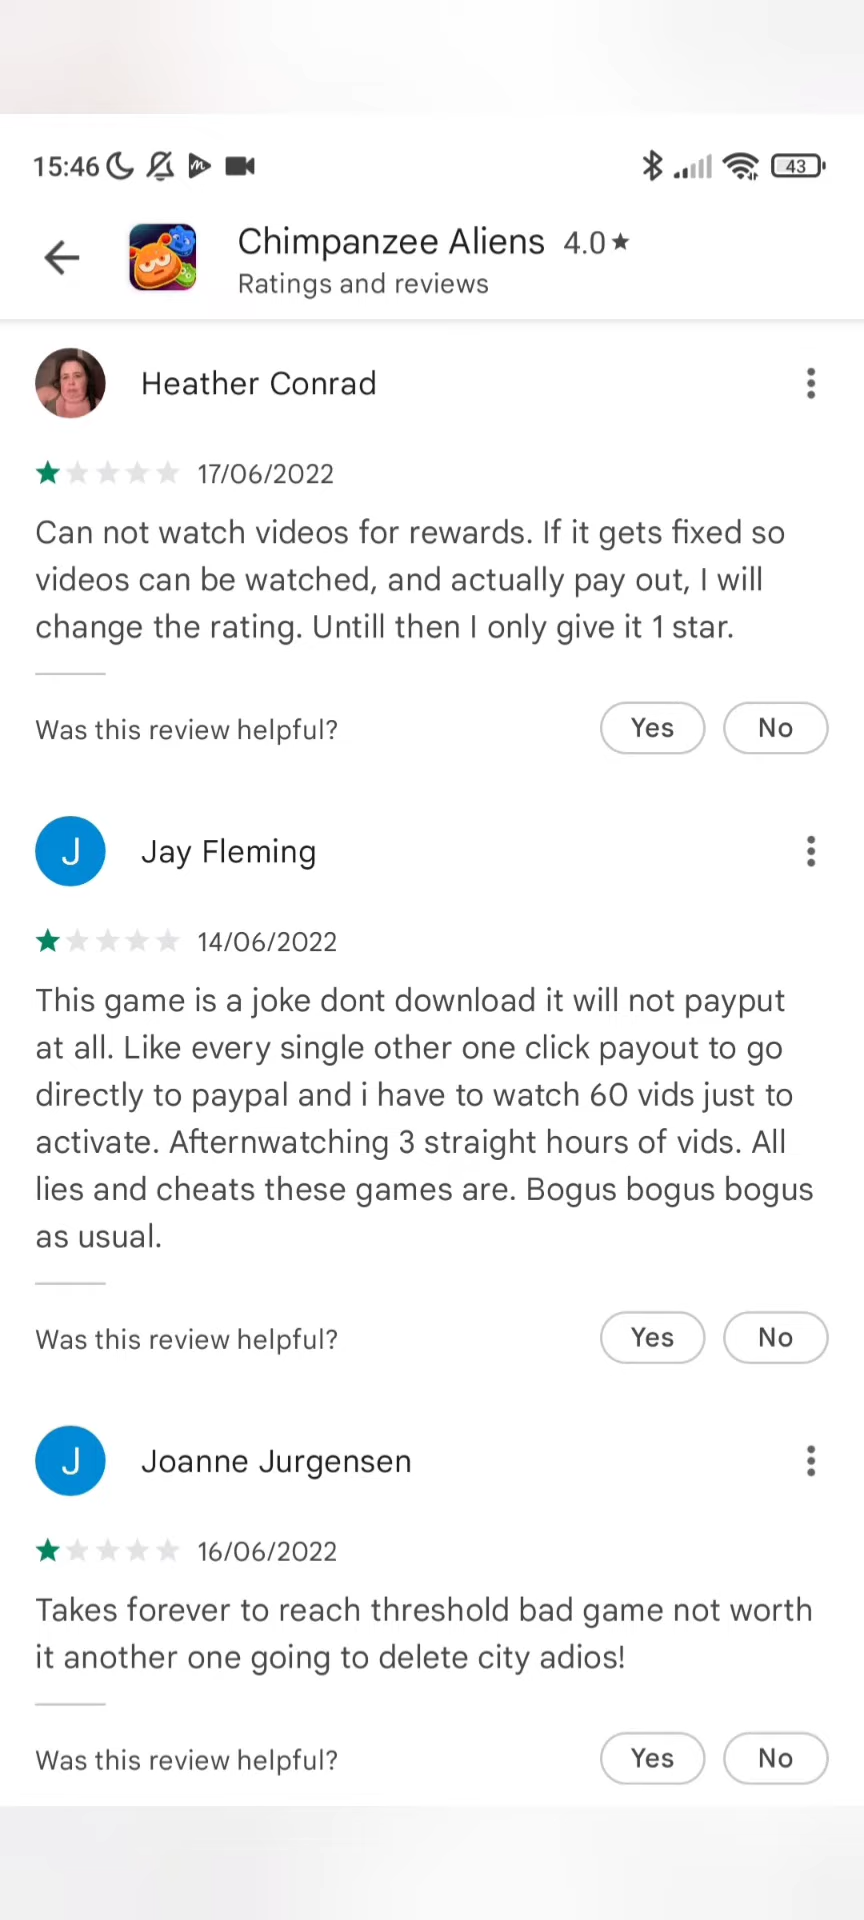 15:46
43
Chimpanzee Aliens 4.0★
Ratings and reviews
Heather Conrad
17/06/2022
Can not watch videos for rewards. If it gets fixed so
videos can be watched, and actually pay out, I will
change the rating. Untill then I only give it 1 star.
Was this review helpful? Yes No
J Jay Fleming
14/06/2022
This game is a joke dont download it will not payput
at all. Like every single other one click payout to go
directly to paypal and i have to watch 60 vids just to
activate. Afternwatching 3 straight hours of vids. All
lies and cheats these games are. Bogus bogus bogus
as usual.
Was this review helpful? Yes No
J Joanne Jurgensen
16/06/2022
Takes forever to reach threshold bad game not worth
it another one going to delete city adios!
Was this review helpful? Yes No